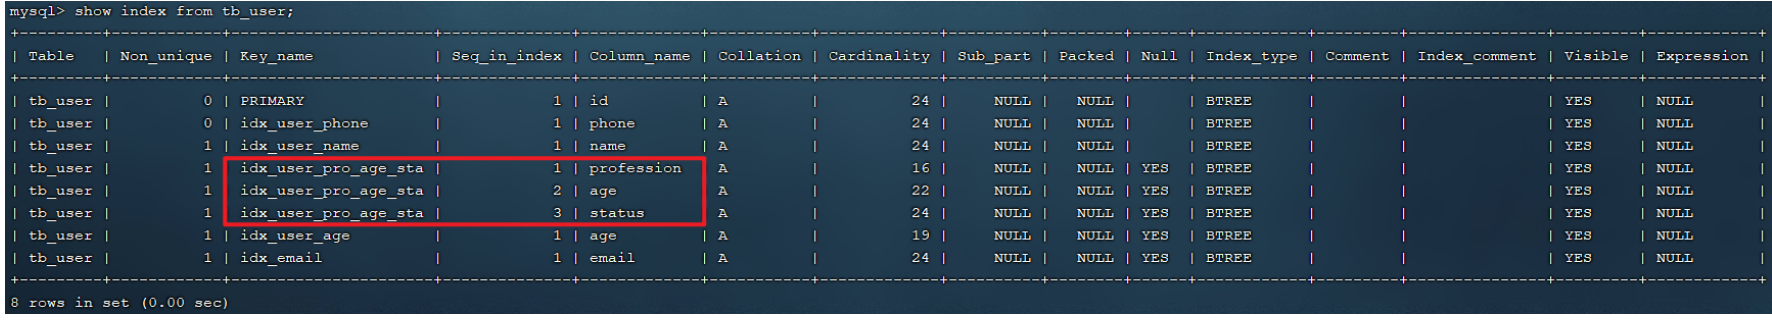 mysql> show index from tb_user;
+---------+------------+----------------------+--------------+-------------+-----------+-------------+----------+--------+------+------------+---------+---------------+---------+------------+
| Table   | Non_unique | Key_name             | Seq_in_index | Column_name | Collation | Cardinality | Sub_part | Packed | Null | Index_type | Comment | Index_comment | Visible | Expression |
+---------+------------+----------------------+--------------+-------------+-----------+-------------+----------+--------+------+------------+---------+---------------+---------+------------+
| tb_user |          0 | PRIMARY              |            1 | id          | A         |          24 |     NULL |   NULL |      | BTREE      |         |               | YES     | NULL       |
| tb_user |          0 | idx_user_phone       |            1 | phone       | A         |          24 |     NULL |   NULL |      | BTREE      |         |               | YES     | NULL       |
| tb_user |          1 | idx_user_name        |            1 | name        | A         |          24 |     NULL |   NULL |      | BTREE      |         |               | YES     | NULL       |
| tb_user |          1 | idx_user_pro_age_sta |            1 | profession  | A         |          16 |     NULL |   NULL | YES  | BTREE      |         |               | YES     | NULL       |
| tb_user |          1 | idx_user_pro_age_sta |            2 | age         | A         |          22 |     NULL |   NULL | YES  | BTREE      |         |               | YES     | NULL       |
| tb_user |          1 | idx_user_pro_age_sta |            3 | status      | A         |          24 |     NULL |   NULL | YES  | BTREE      |         |               | YES     | NULL       |
| tb_user |          1 | idx_user_age         |            1 | age         | A         |          19 |     NULL |   NULL | YES  | BTREE      |         |               | YES     | NULL       |
| tb_user |          1 | idx_email            |            1 | email       | A         |          24 |     NULL |   NULL | YES  | BTREE      |         |               | YES     | NULL       |
+---------+------------+----------------------+--------------+-------------+-----------+-------------+----------+--------+------+------------+---------+---------------+---------+------------+
8 rows in set (0.00 sec)